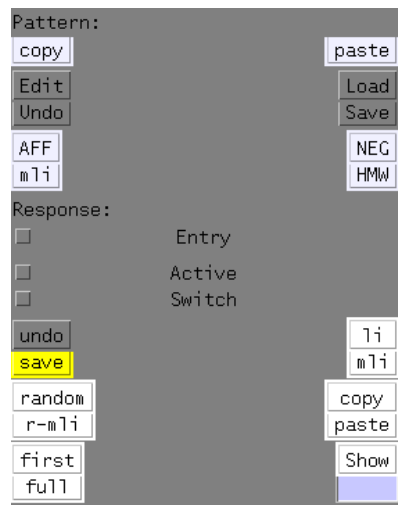 Pattern:
copy paste
Edit Load
Undo Save
AFF NEG
mli HMW
Response:
Entry
Active
Switch
undo li
save mli
random copy
r-mli paste
first Show
full